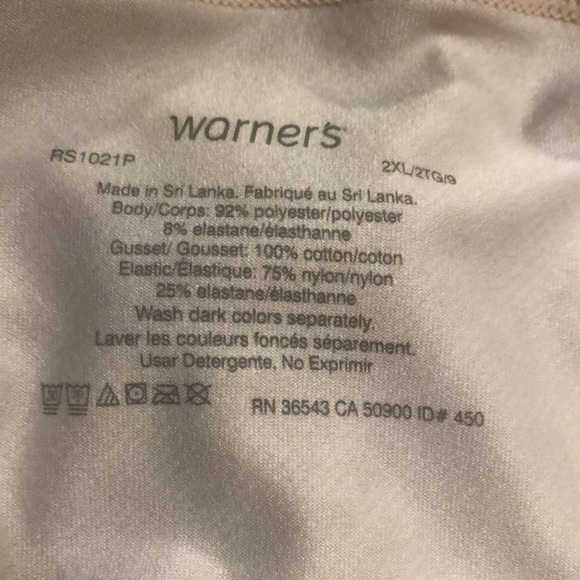 warner's
RS1021P 2XL/2TG/9
Made in Sri Lanka. Fabriqué au Sri Lanka.
Body/Corps: 92% polyester/polyester
8% elastane/élasthanne
Gusset/ Gousset: 100% cotton/coton
Elastic/Élastique: 75% nylon/nylon
25% elastane/élasthanne
Wash dark colors separately.
Laver les couleurs foncés séparement.
Usar Detergente, No Exprimir
30
RN 36543 CA 50900 ID# 450